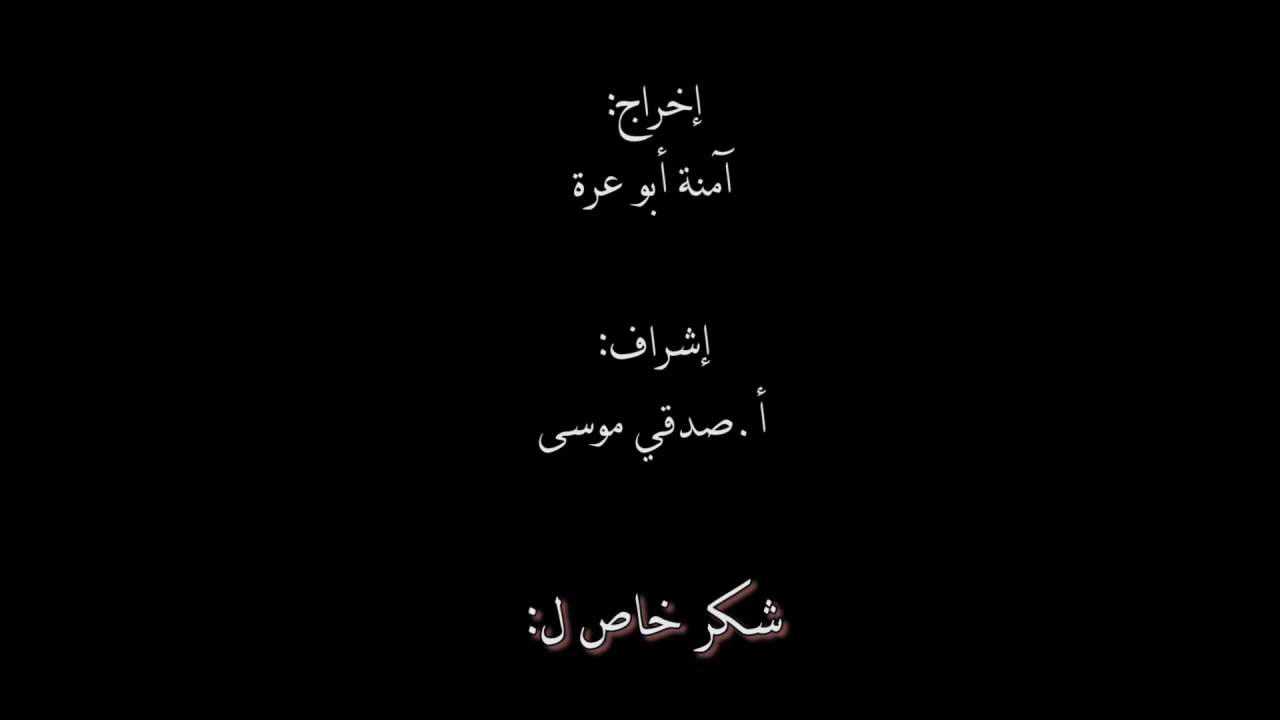 إخراج:
آمنة أبو عرة
إشراف:
أ.صدقي موسى
شكر خاص ل: